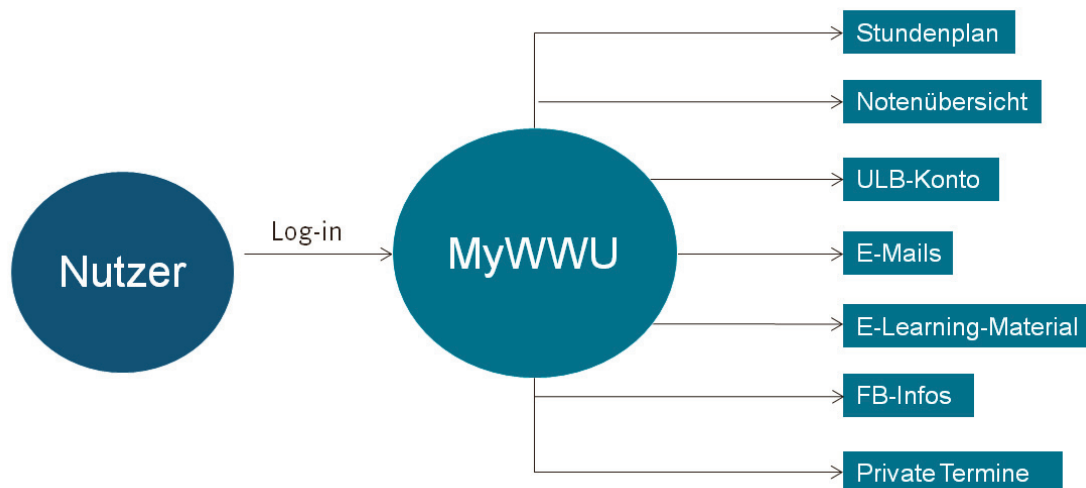 Stundenplan
Notenübersicht
ULB-Konto
Nutzer
Log-in
MyWWU
E-Mails
E-Learning-Material
FB-Infos
Private Termine